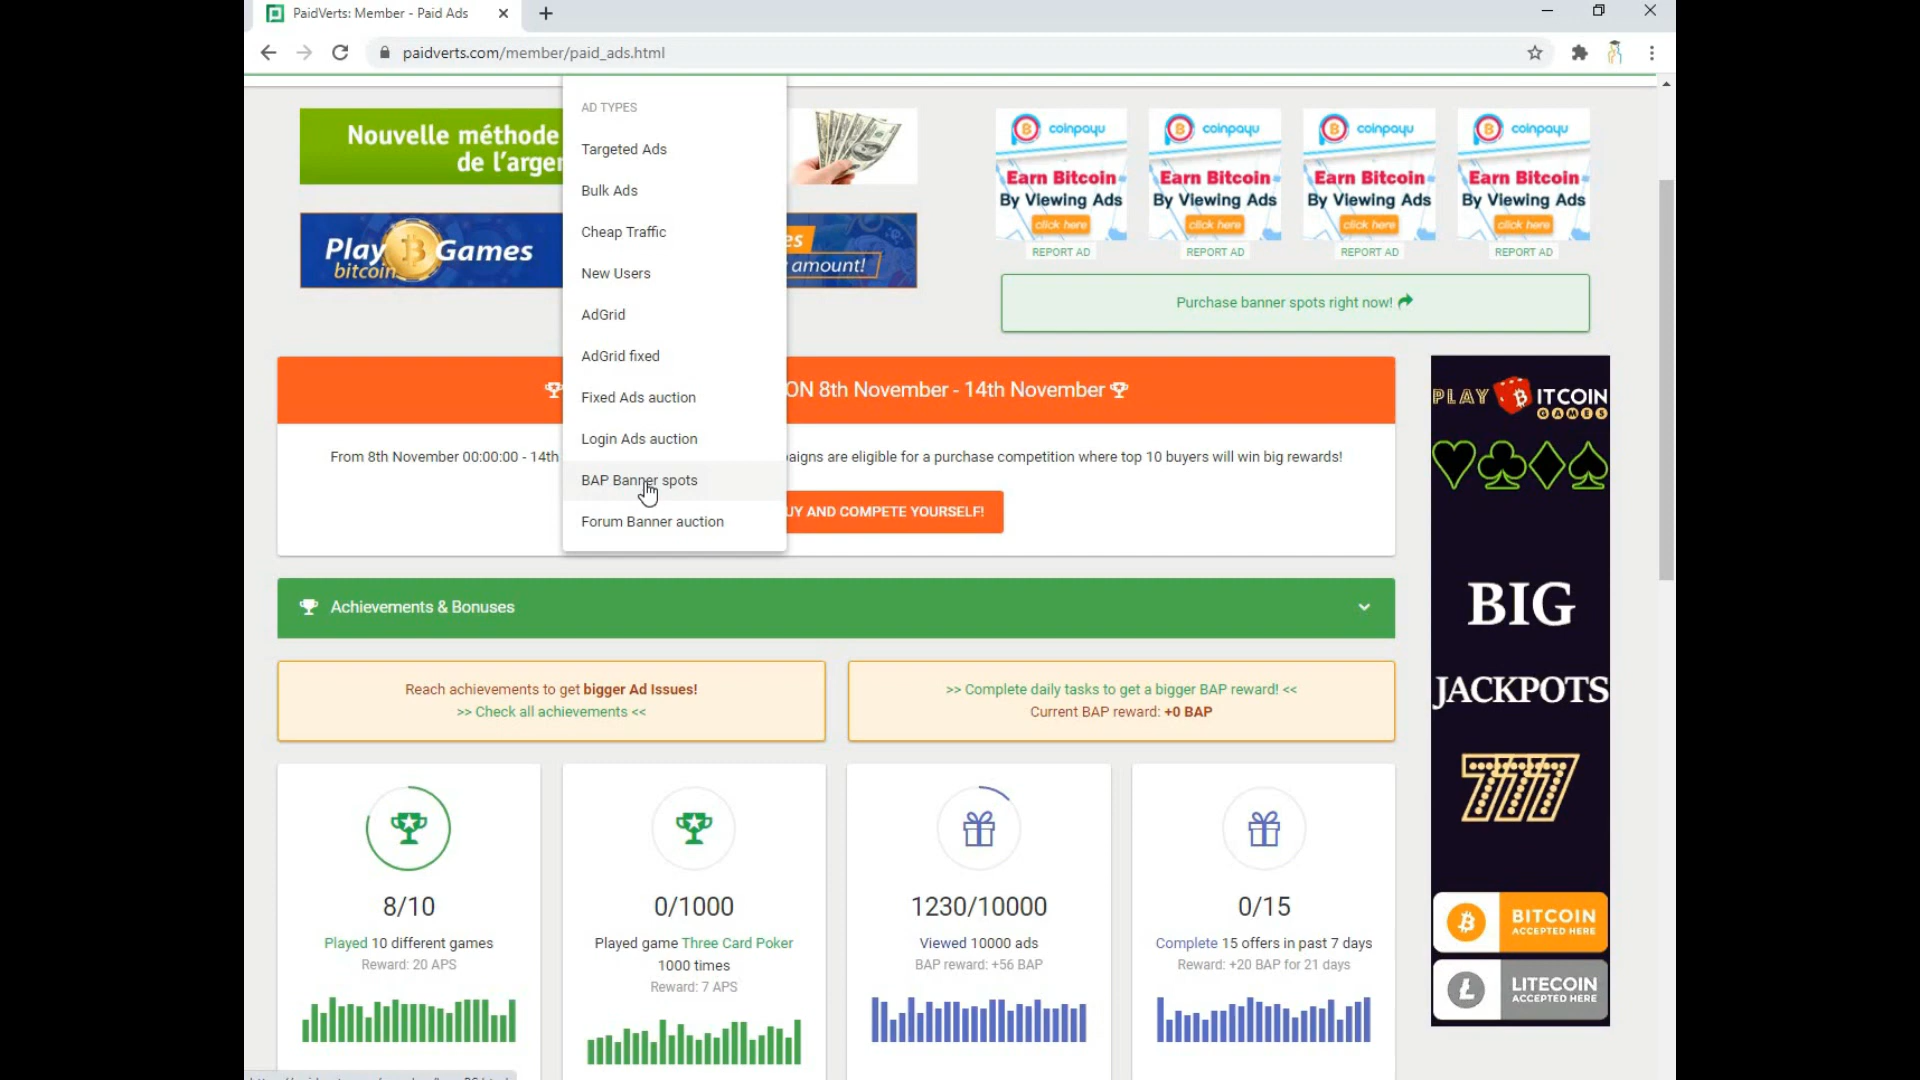 PaidVerts: Member - Paid Ads
paidverts.com/member/paid_ads.html
AD TYPES
Targeted Ads
Bulk Ads
Cheap Traffic
New Users
AdGrid
AdGrid fixed
Fixed Ads auction
Login Ads auction
BAP Banner spots
Forum Banner auction
Nouvelle méthode
de l'arge
Play Games
bitcoin
es
amount!
coinpayu
Earn Bitcoin
By Viewing Ads
click here
REPORT AD
coinpayu
Earn Bitcoin
By Viewing Ads
click here
REPORT AD
coinpayu
Earn Bitcoin
By Viewing Ads
click here
REPORT AD
coinpayu
Earn Bitcoin
By Viewing Ads
click here
REPORT AD
Purchase banner spots right now!
ON 8th November - 14th November
From 8th November 00:00:00 - 14th
aigns are eligible for a purchase competition where top 10 buyers will win big rewards!
UY AND COMPETE YOURSELF!
Achievements & Bonuses
Reach achievements to get bigger Ad Issues!
>> Check all achievements <<
>> Complete daily tasks to get a bigger BAP reward! <<
Current BAP reward: +0 BAP
8/10
Played 10 different games
Reward: 20 APS
0/1000
Played game Three Card Poker
1000 times
Reward: 7 APS
1230/10000
Viewed 10000 ads
BAP reward: +56 BAP
0/15
Complete 15 offers in past 7 days
Reward: +20 BAP for 21 days
PLAY BITCOIN
GAMES
BIG
JACKPOTS
777
BITCOIN
ACCEPTED HERE
LITECOIN
ACCEPTED HERE